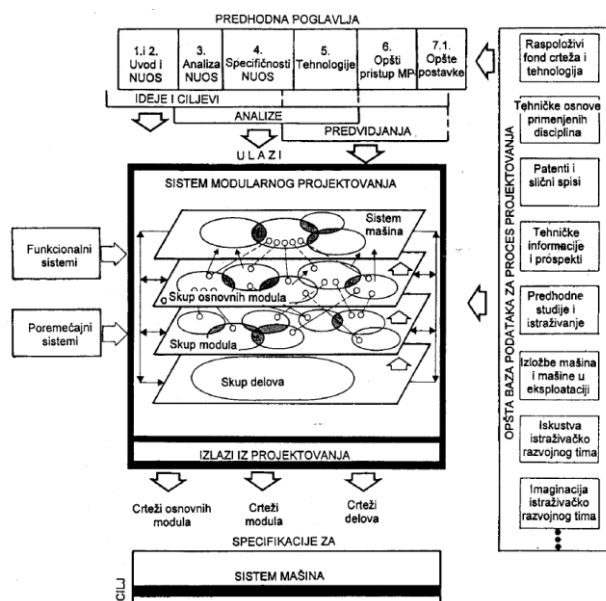 PREDHODNA POGLAVLJA
1.i 2.
Uvod i
NUOS
3.
Analiza
NUOS
4.
Specifičnosti
NUOS
5.
Tehnologije
6.
Opšti
pristup MP
7.1.
Opšte
postavke
IDEJE I CILJEVI
ANALIZE
PREDVIDJANJA
ULAZI
SISTEM MODULARNOG PROJEKTOVANJA
Sistem
mašina
Skup osnovnih modula
Skup modula
Skup delova
IZLAZI IZ PROJEKTOVANJA
Funkcionalni
sistemi
Poremećajni
sistemi
Crteži osnovnih
modula
Crteži
modula
Crteži
delova
SPECIFIKACIJE ZA
SISTEM MAŠINA
CILJ
OPŠTA BAZA PODATAKA ZA PROCES PROJEKTOVANJA
Raspoloživi
fond crteža i
tehnologija
Tehničke osnove
primenjenih
disciplina
Patenti i
slični spisi
Tehničke
informacije
i prospekti
Predhodne
studije i
istraživanje
Izložbe mašina
i mašine u
eksploataciji
Iskustva
istraživačko
razvojnog tima
Imaginacija
istraživačko
razvojnog tima